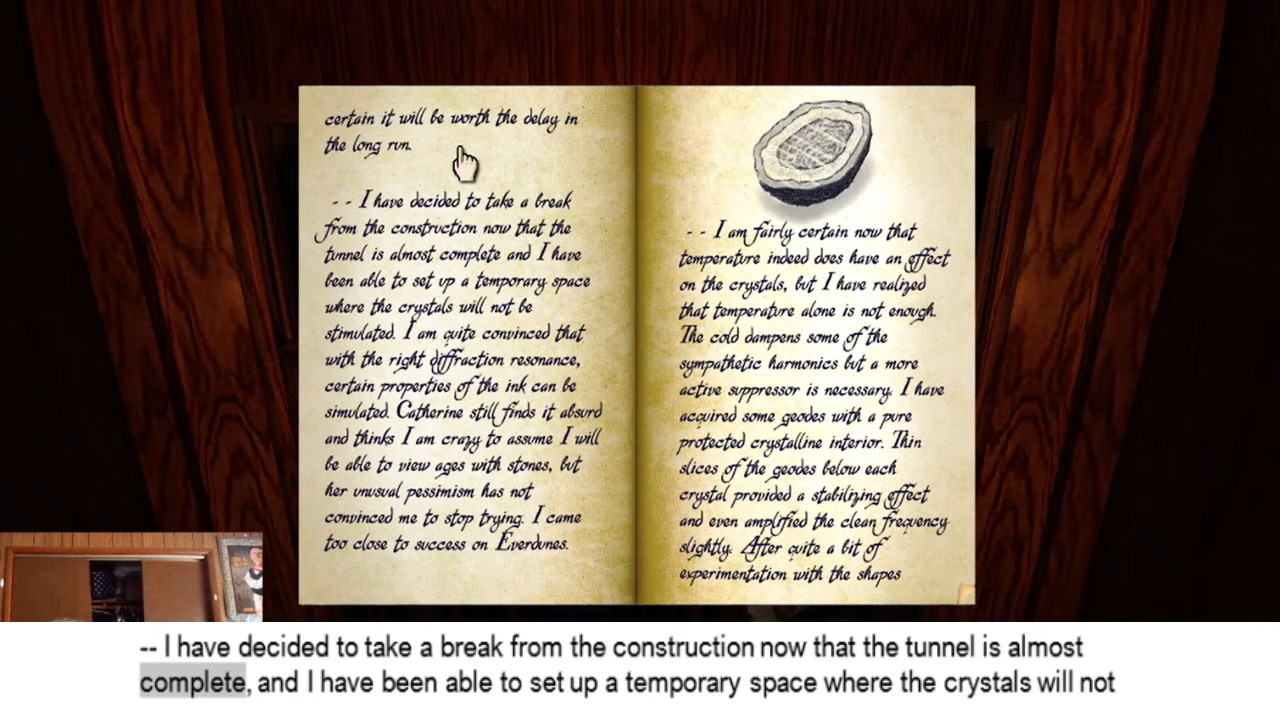 certain it will be worth the delay in
the long run.
-- I have decided to take a break
from the construction now that the
tunnel is almost complete and I have
been able to set up a temporary space
where the crystals will not be
stimulated. I am quite convinced that
with the right diffraction resonance,
certain properties of the ink can be
simulated. Catherine still finds it absurd
and thinks I am crazy to assume I will
be able to view ages with stones, but
her unusual pessimism has not
convinced me to stop trying. I came
too close to success on Everdunes.
-- I am fairly certain now that
temperature indeed does have an effect
on the crystals, but I have realized
that temperature alone is not enough.
The cold dampens some of the
sympathetic harmonics but a more
active suppressor is necessary. I have
acquired some geodes with a pure
protected crystalline interior. Thin
slices of the geodes below each
crystal provided a stabilizing effect
and even amplified the clean frequency
slightly. After quite a bit of
experimentation with the shapes
-- I have decided to take a break from the construction now that the tunnel is almost
complete, and I have been able to set up a temporary space where the crystals will not